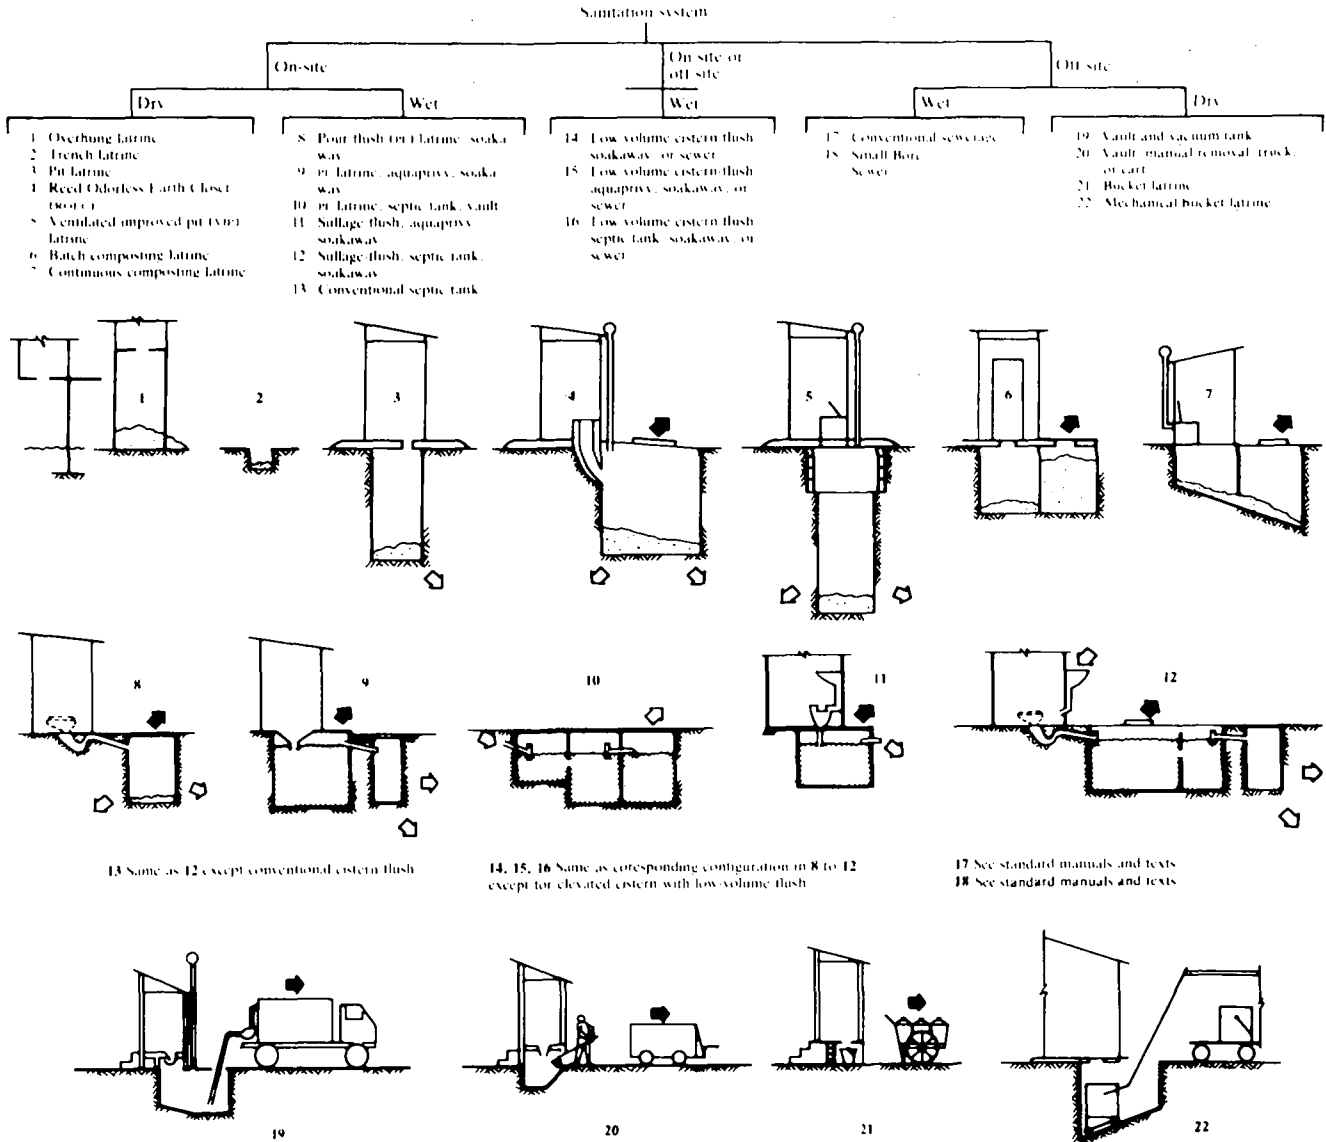 Sanitation system
On-site
On site or
off site
Off site
Dry
Wet
Wet
Wet
Dry
1 Overhung latrine
2 Trench latrine
3 Pit latrine
4 Reed Odorless Earth Closet
(ROEC)
5 Ventilated improved pit (VIP)
latrine
6 Batch composting latrine
7 Continuous composting latrine
8 Pour flush (PF) latrine, soaka
way
9 PF latrine, aquaprivy, soaka
way
10 PF latrine, septic tank, vault
11 Sullage flush, aquaprivy
soakaway
12 Sullage flush, septic tank,
soakaway
13 Conventional septic tank
14 Low volume cistern flush
soakaway, or sewer
15 Low volume cistern flush
aquaprivy, soakaway, or
sewer
16 Low volume cistern flush
septic tank, soakaway, or
sewer
17 Conventional sewerage
18 Small Bore
Sewer
19 Vault and vacuum tank
20 Vault, manual removal, truck,
or cart
21 Bucket latrine
22 Mechanical bucket latrine
1
2
3
4
5
6
7
8
9
10
11
12
13 Same as 12 except conventional cistern flush
14, 15, 16 Same as coresponding configuration in 8 to 12
except for elevated cistern with low-volume flush
17 See standard manuals and texts
18 See standard manuals and texts
19
20
21
22